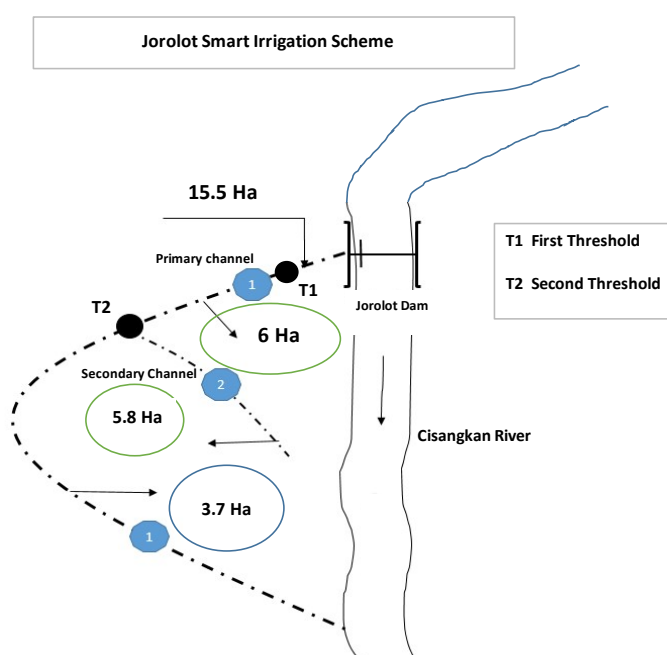 Jorolot Smart Irrigation Scheme
15.5 Ha
T1 First Threshold
T2 Second Threshold
Primary channel
1
T1
Jorolot Dam
T2
6 Ha
Secondary Channel
2
5.8 Ha
Cisangkan River
3.7 Ha
1